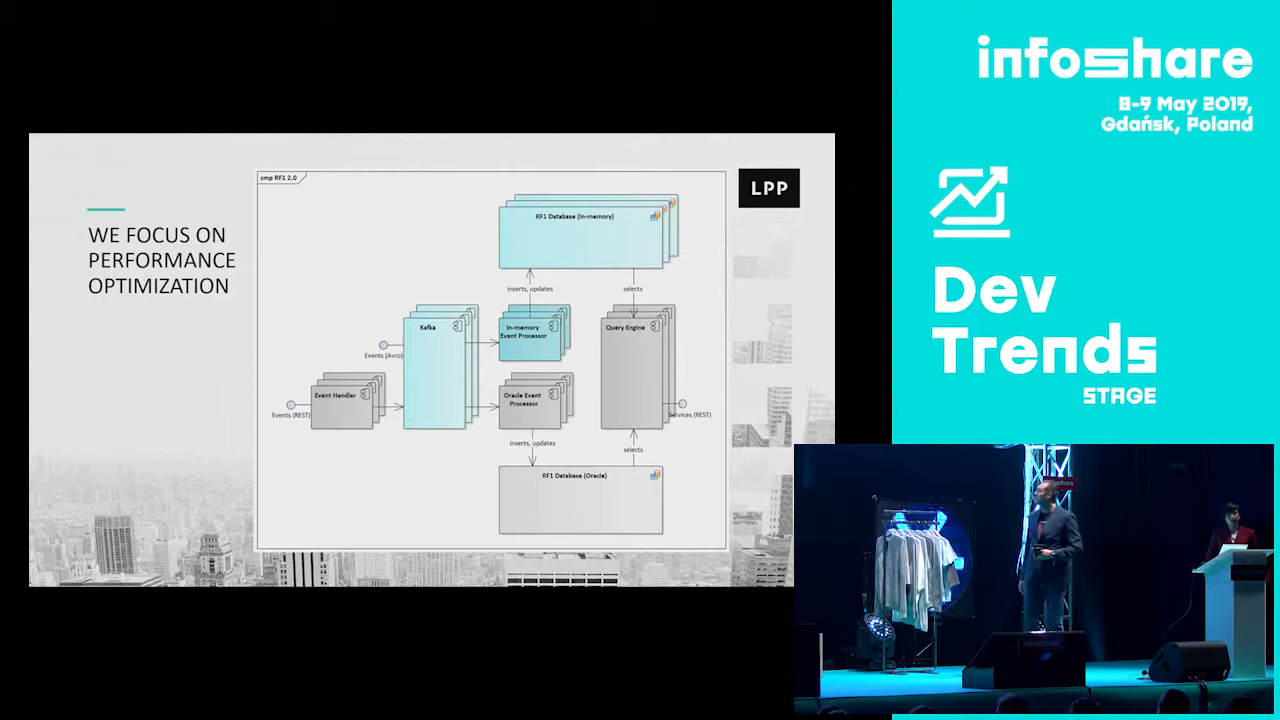 infoshare
8-9 May 2019,
Gdańsk, Poland
Dev
Trends
STAGE
WE FOCUS ON
PERFORMANCE
OPTIMIZATION
LPP
cmp RF1 2.0
RF1 Database (In-memory)
inserts, updates
selects
Kafka
In-memory
Event Processor
Query Engine
Events (Avro)
Event Handler
Oracle Event
Processor
Events (REST)
Services (REST)
inserts, updates
selects
RF1 Database (Oracle)
infoshare